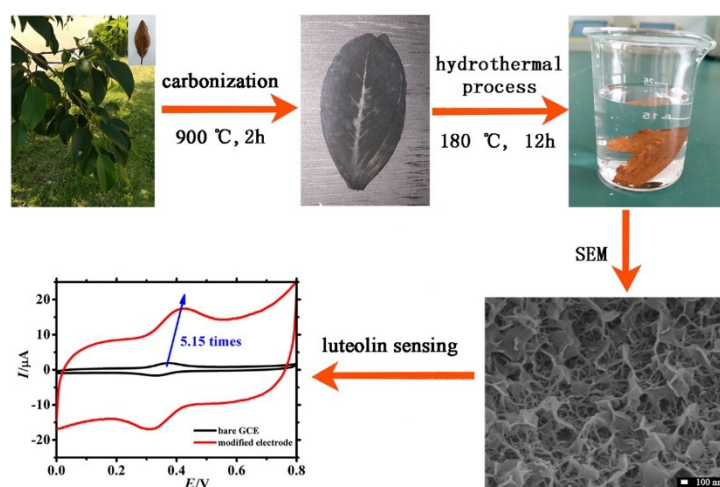 carbonization
900 ℃, 2h
hydrothermal
process
180 ℃, 12h
15
SEM
100 nm
luteolin sensing
20
10
0
-10
-20
I/μA
5.15 times
bare GCE
modified electrode
0.0
0.2
0.4
0.6
0.8
E/V